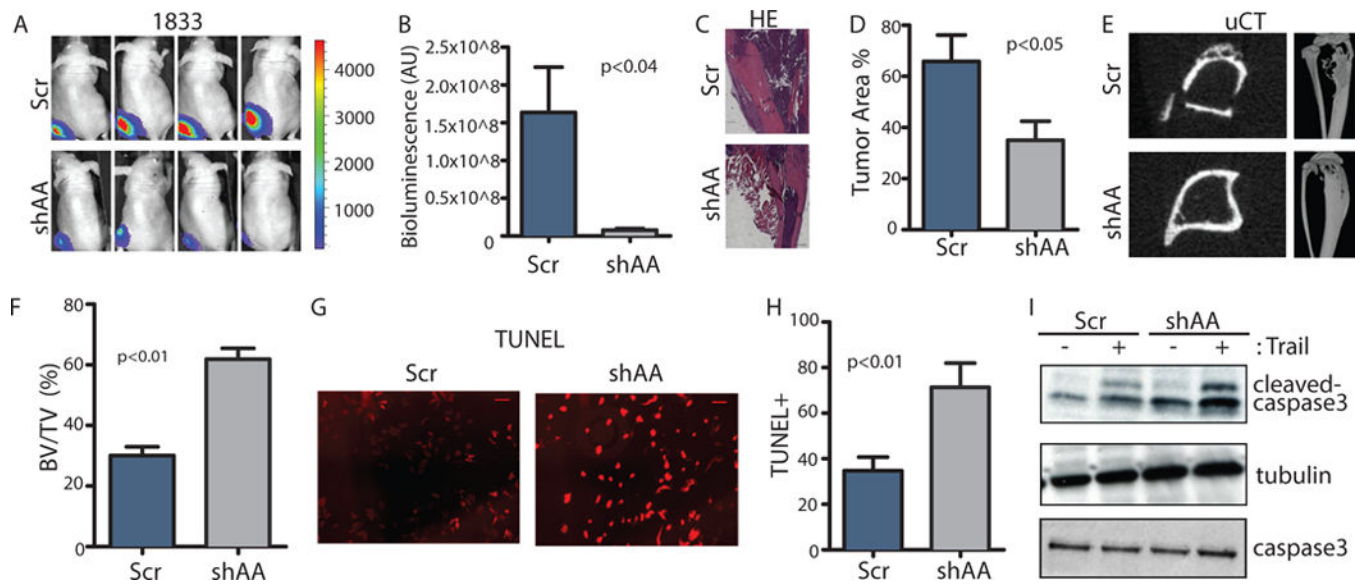 A
1833
Scr
shAA
4000
3000
2000
1000
B
Bioluminescence (AU)
2.5x10^8
2.0x10^8
1.5x10^8
1.0x10^8
5.0x10^8
0
p<0.04
Scr
shAA
C
HE
Scr
shAA
D
Tumor Area %
80
60
40
20
0
p<0.05
Scr
shAA
E
uCT
Scr
shAA
F
BV/TV (%)
80
60
40
20
0
p<0.01
Scr
shAA
G
TUNEL
Scr
shAA
H
TUNEL+
100
80
60
40
20
0
p<0.01
Scr
shAA
I
Scr shAA
- + - + : Trail
cleaved-
caspase3
tubulin
caspase3